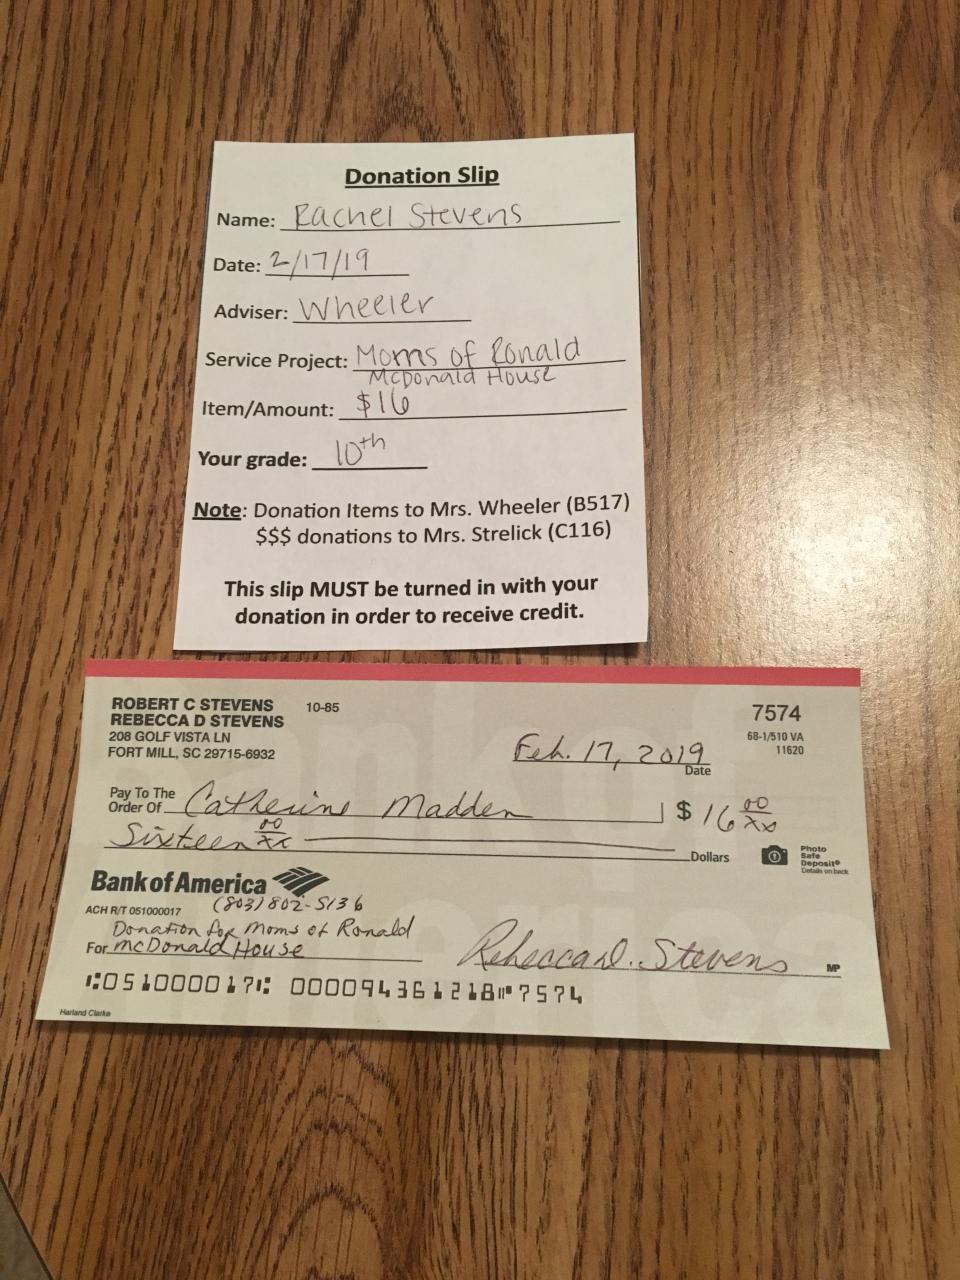 Donation Slip
Name: Rachel Stevens
Date: 2/17/19
Adviser: Wheeler
Service Project: Moms of Ronald
McDonald House
Item/Amount: $16
Your grade: 10th
Note: Donation Items to Mrs. Wheeler (B517)
$$$ donations to Mrs. Strelick (C116)
This slip MUST be turned in with your
donation in order to receive credit.
ROBERT C STEVENS 10-85 7574
REBECCA D STEVENS
208 GOLF VISTA LN 68-1/510 VA
FORT MILL, SC 29715-6932 11620
Feb. 17, 2019
Date
Pay To The
Order Of Catherine Madden $ 16 00/xx
Sixteen 00/xx Dollars
Photo
Safe
Deposit®
Details on back
Bank of America
ACH R/T 051000017 (803) 802-5136
Donation for Moms of Ronald
For McDonald House Rebecca D. Stevens MP
⑆051000017⑆ 000094361218⑈7574
Harland Clarke